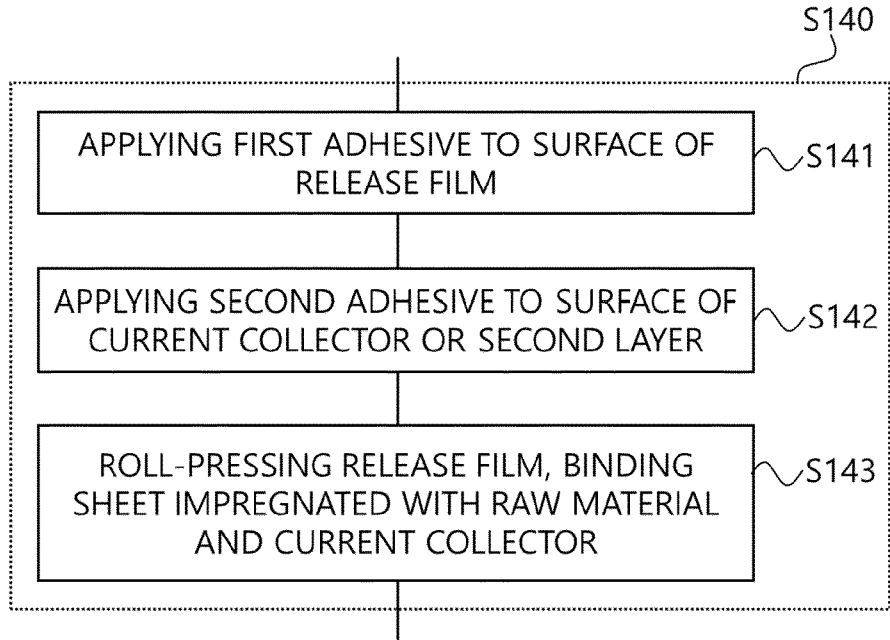 S140
APPLYING FIRST ADHESIVE TO SURFACE OF
RELEASE FILM
S141
APPLYING SECOND ADHESIVE TO SURFACE OF
CURRENT COLLECTOR OR SECOND LAYER
S142
ROLL-PRESSING RELEASE FILM, BINDING
SHEET IMPREGNATED WITH RAW MATERIAL
AND CURRENT COLLECTOR
S143